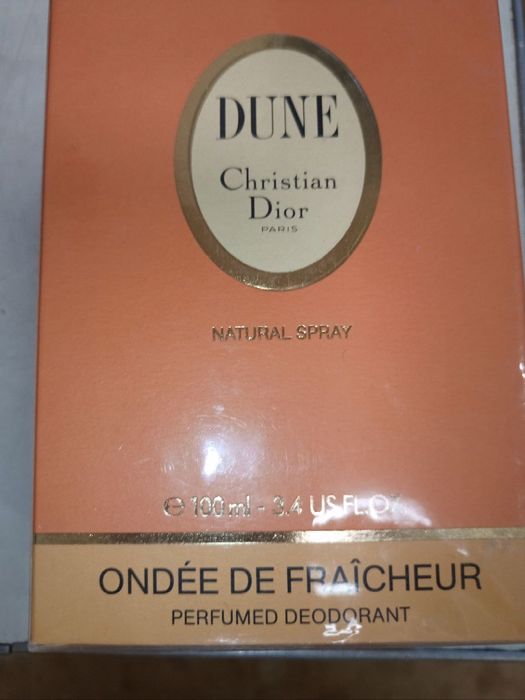 DUNE
Christian
Dior
PARIS
NATURAL SPRAY
℮ 100 ml - 3.4 US FL.OZ
ONDÉE DE FRAÎCHEUR
PERFUMED DEODORANT